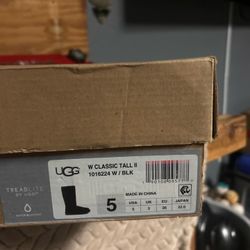 UGG
W CLASSIC TALL II
1016224 W / BLK
5
MADE IN CHINA
USA UK EU JAPAN
5 3 36 22.0
TREADLITE
BY UGG